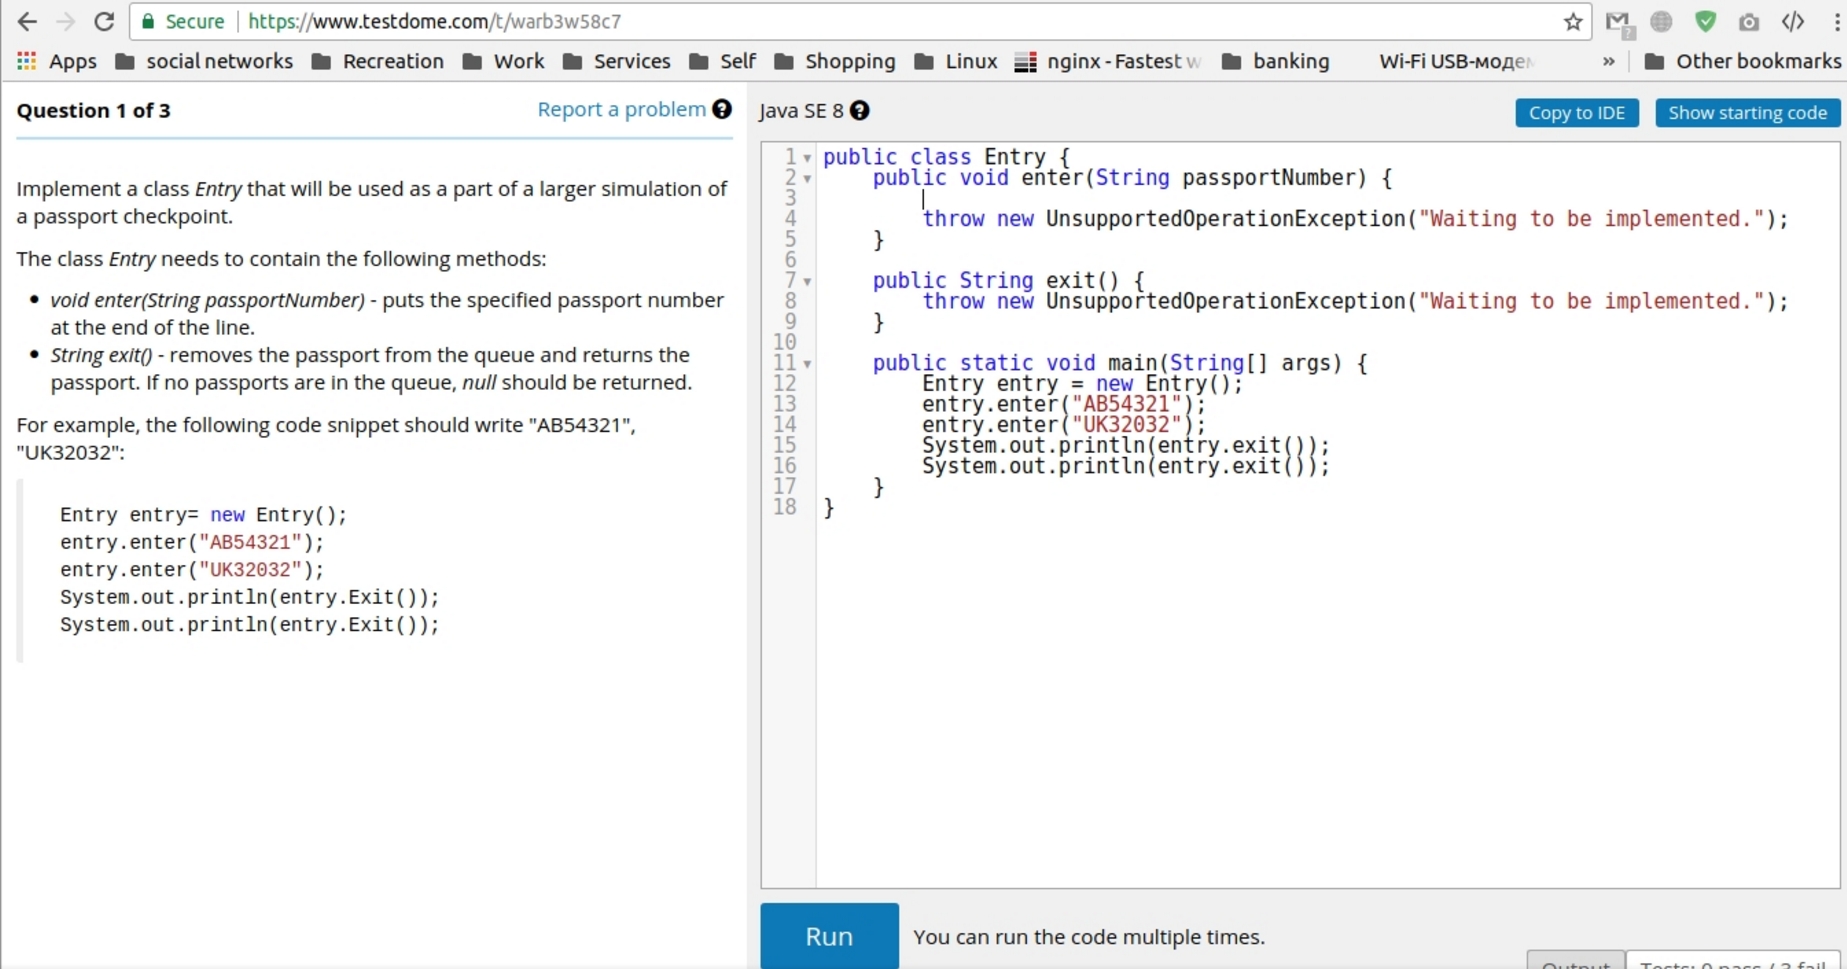 Secure https://www.testdome.com/t/warb3w58c7
Apps social networks Recreation Work Services Self Shopping Linux nginx - Fastest w banking Wi-Fi USB-модем » Other bookmarks
Question 1 of 3 Report a problem ?
Implement a class Entry that will be used as a part of a larger simulation of
a passport checkpoint.
The class Entry needs to contain the following methods:
• void enter(String passportNumber) - puts the specified passport number
at the end of the line.
• String exit() - removes the passport from the queue and returns the
passport. If no passports are in the queue, null should be returned.
For example, the following code snippet should write "AB54321",
"UK32032":
Entry entry= new Entry();
entry.enter("AB54321");
entry.enter("UK32032");
System.out.println(entry.Exit());
System.out.println(entry.Exit());
Java SE 8 ? Copy to IDE Show starting code
1 public class Entry {
2 public void enter(String passportNumber) {
3
4 throw new UnsupportedOperationException("Waiting to be implemented.");
5 }
6
7 public String exit() {
8 throw new UnsupportedOperationException("Waiting to be implemented.");
9 }
10
11 public static void main(String[] args) {
12 Entry entry = new Entry();
13 entry.enter("AB54321");
14 entry.enter("UK32032");
15 System.out.println(entry.exit());
16 System.out.println(entry.exit());
17 }
18 }
Run You can run the code multiple times.
Output Tests: 0 pass / 3 fail